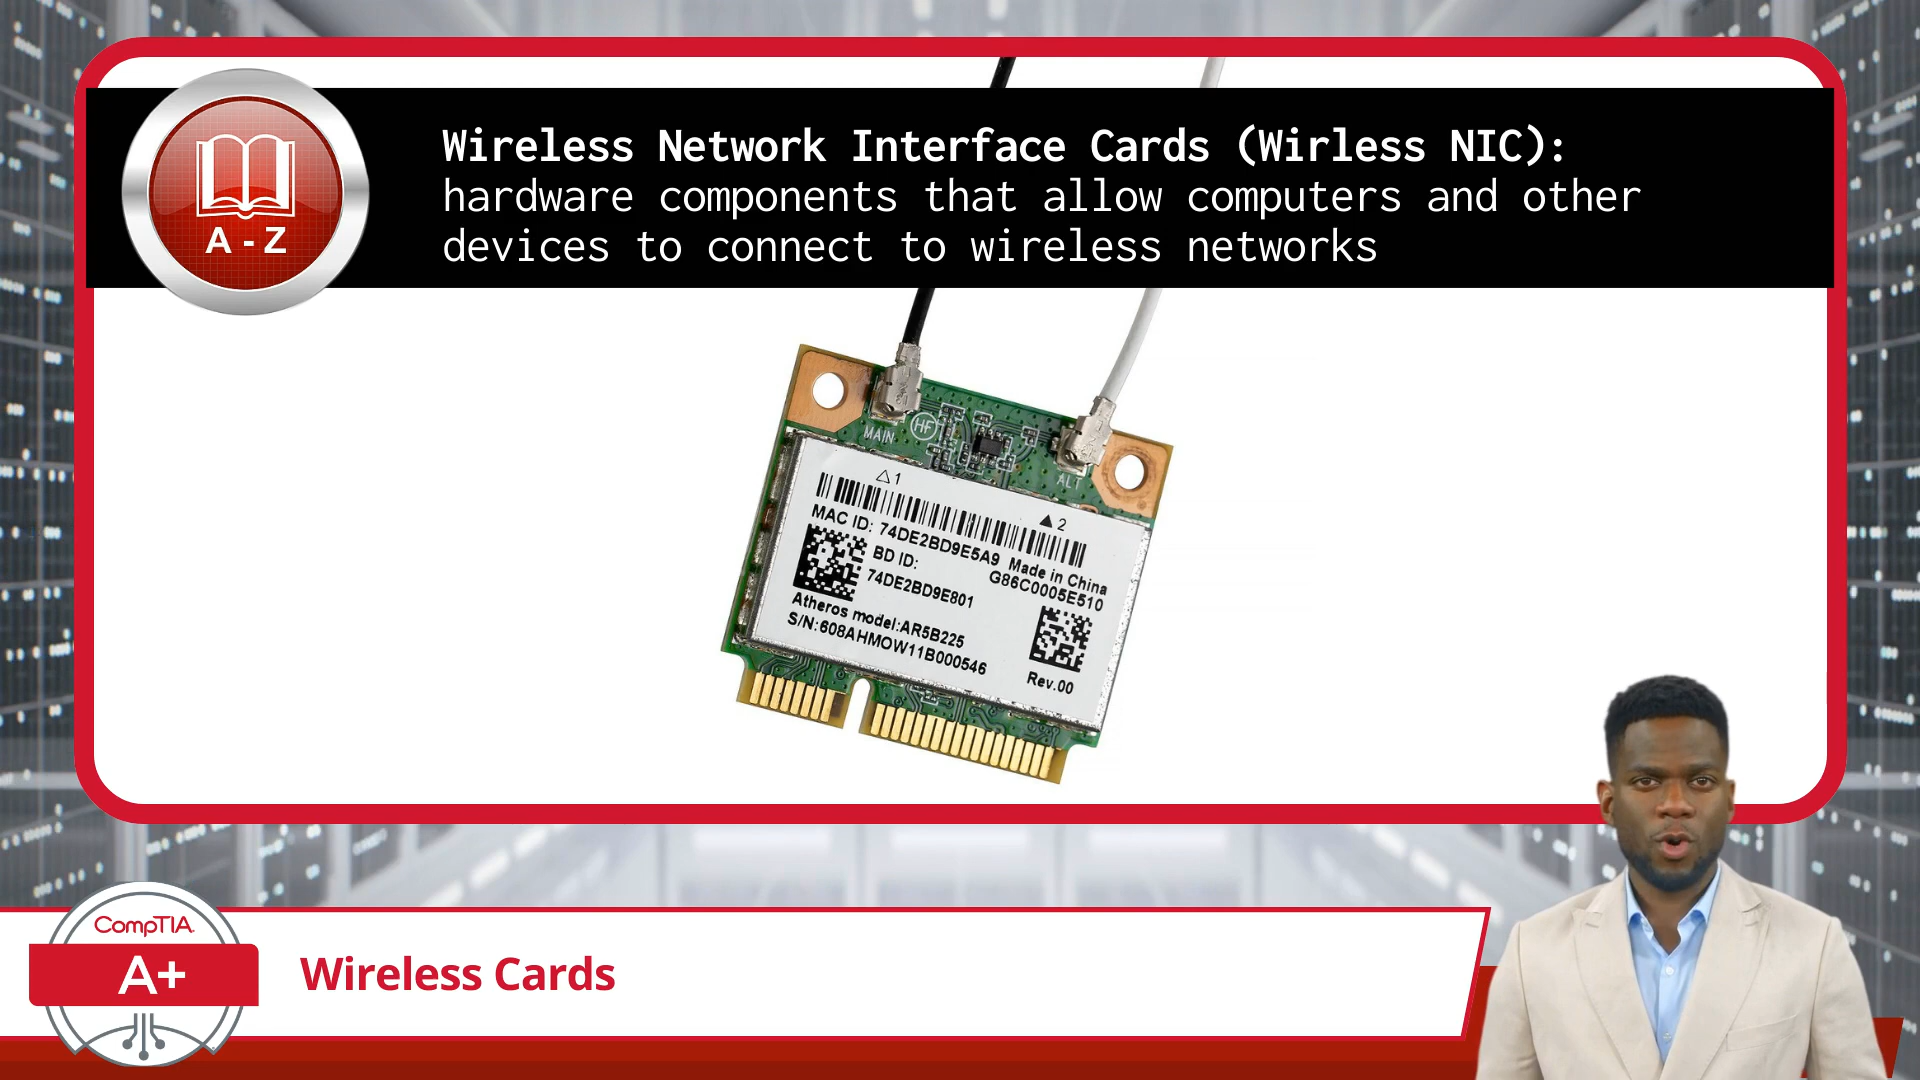 Wireless Network Interface Cards (Wirless NIC):
hardware components that allow computers and other
devices to connect to wireless networks
A - Z
MAIN
HF
ALT
△1
▲2
MAC ID: 74DE2BD9E5A9
Made in China
BD ID:
G86C0005E510
74DE2BD9E801
Atheros model:AR5B225
S/N:608AHMOW11B000546
Rev.00
CompTIA.
A+
Wireless Cards